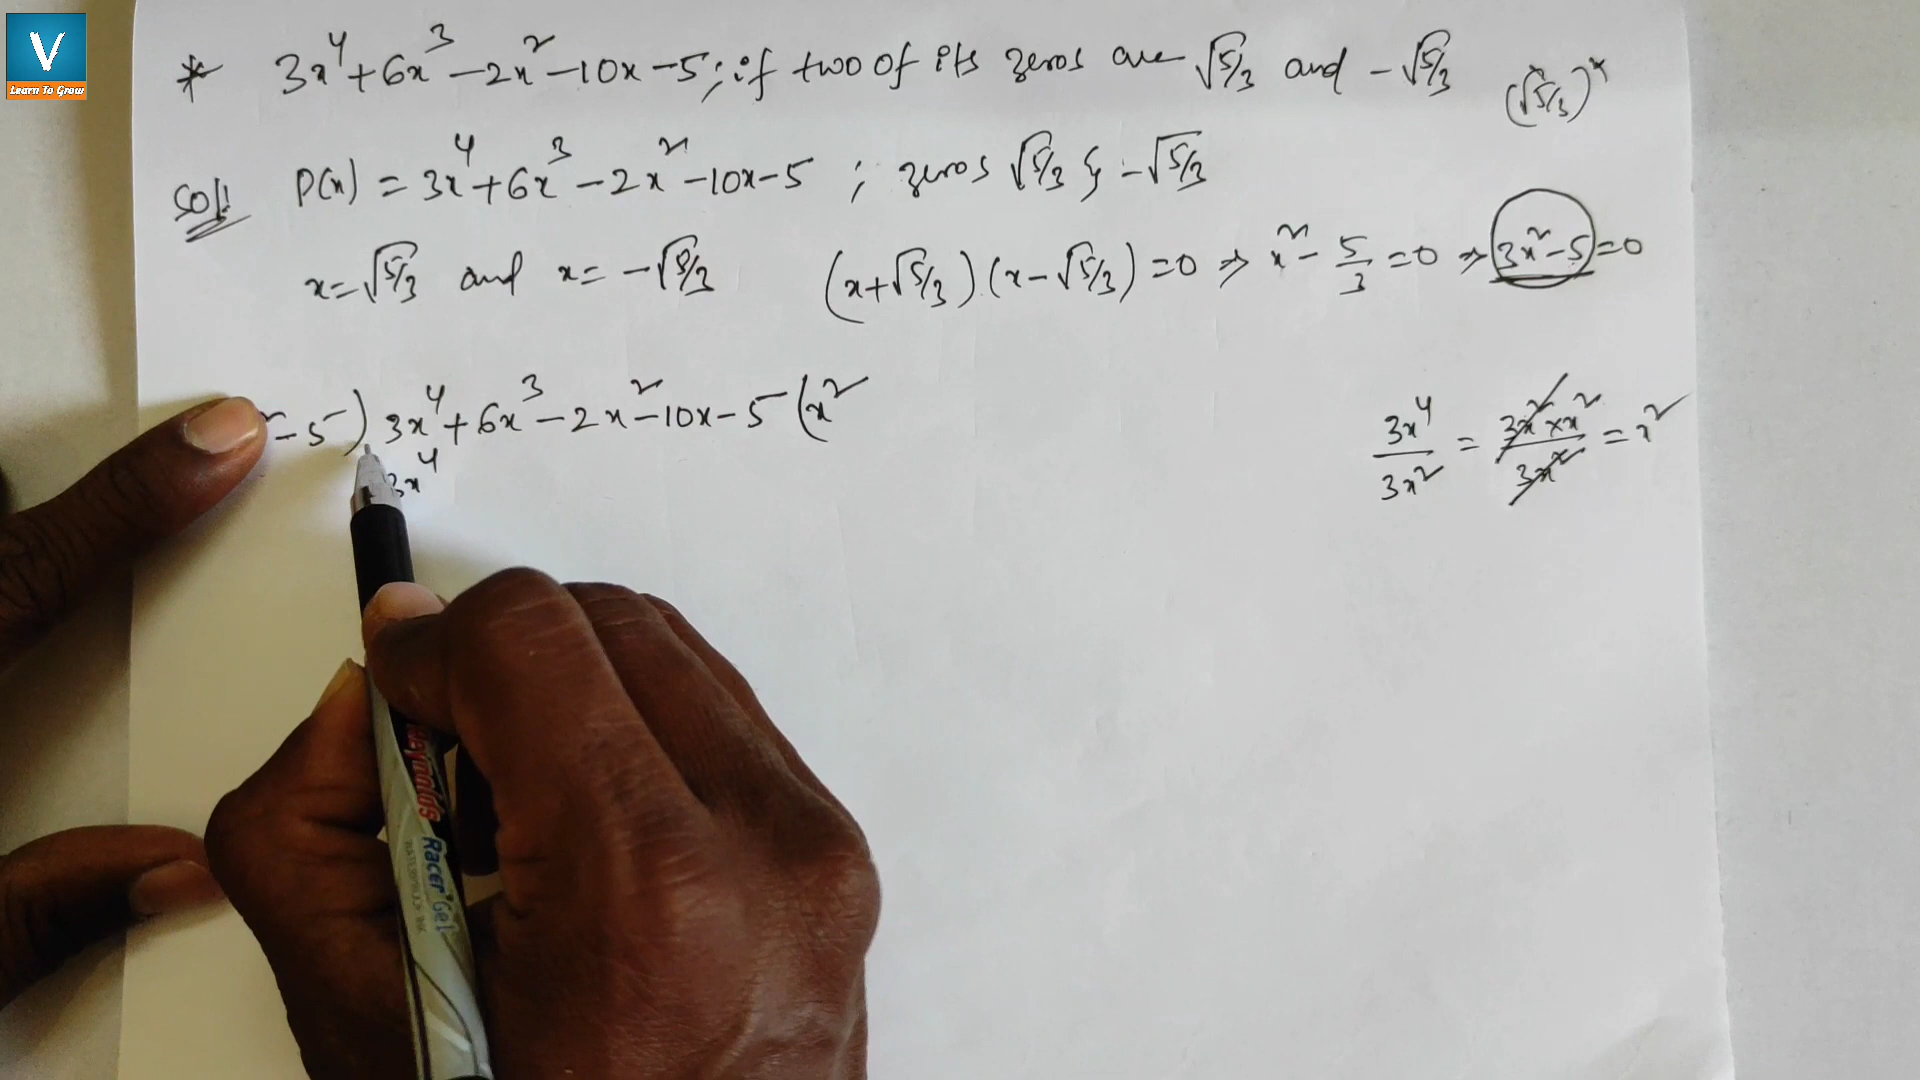 V
Learn To Grow
* 3x⁴+6x³-2x²-10x-5; if two of its zeros are √5/3 and -√5/3 (√5/3)²
Sol: P(x) = 3x⁴+6x³-2x²-10x-5 ; zeros √5/3 & -√5/3
x=√5/3 and x= -√5/3 (x+√5/3)(x-√5/3)=0 ⇒ x²-5/3=0 ⇒ 3x²-5=0
-5) 3x⁴+6x³-2x²-10x-5 (x²
3x⁴
3x⁴/3x² = 3x²×x²/3x² = x²
Reynolds Racer Gel